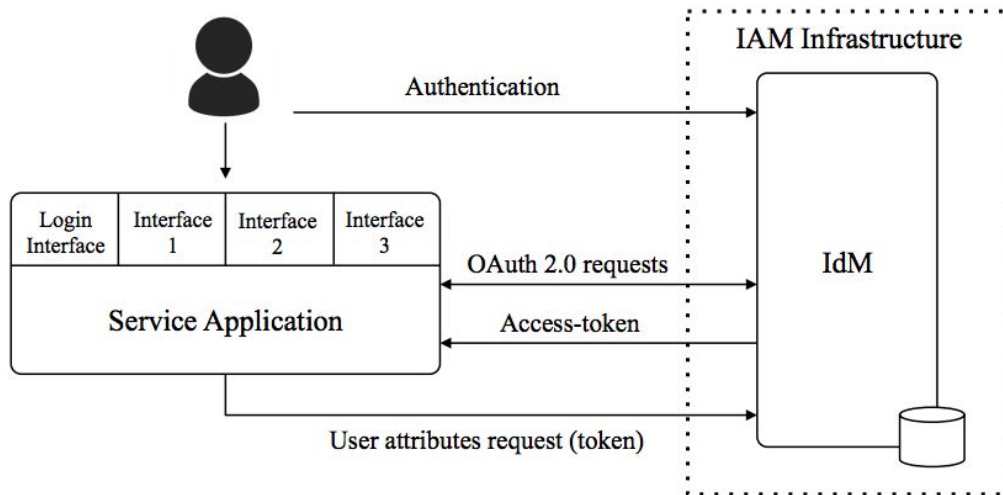 IAM Infrastructure
Authentication
Login
Interface
Interface
1
Interface
2
Interface
3
OAuth 2.0 requests
IdM
Service Application
Access-token
User attributes request (token)